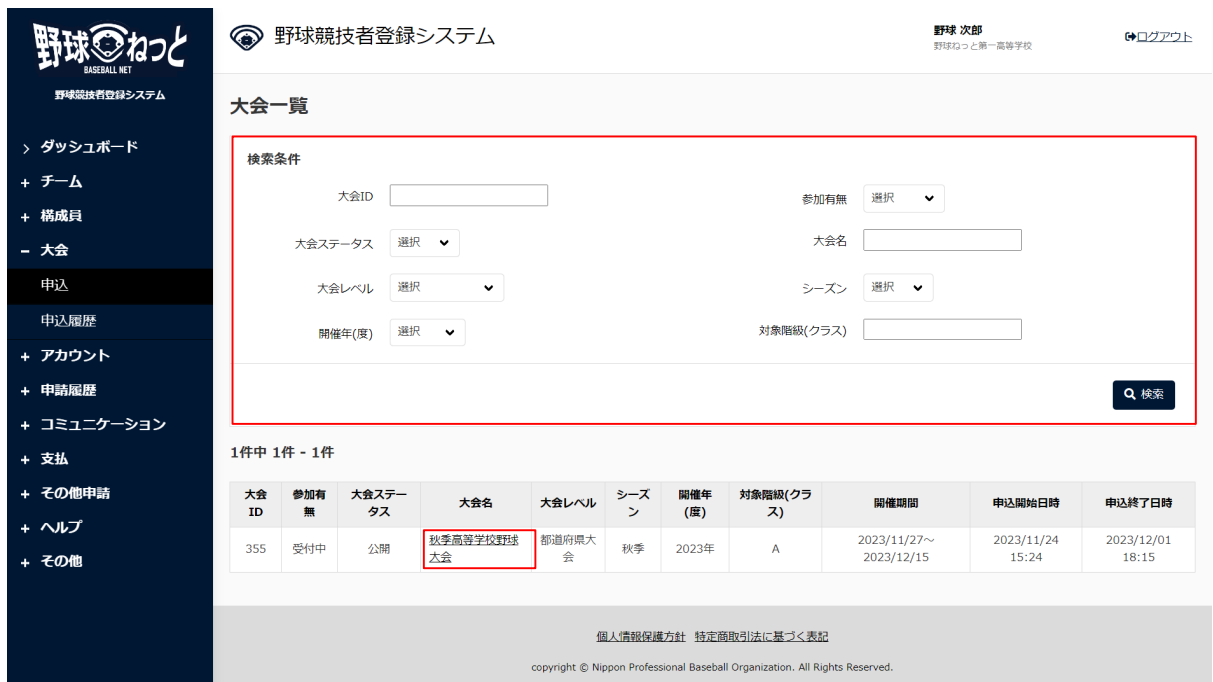 野球ねっと
BASEBALL NET
野球競技者登録システム
ダッシュボード
チーム
構成員
大会
申込
申込履歴
アカウント
申請履歴
コミュニケーション
支払
その他申請
ヘルプ
その他
野球競技者登録システム
野球 次郎
野球ねっと第一高等学校
ログアウト
大会一覧
検索条件
大会ID
参加有無 選択
大会ステータス 選択
大会名
大会レベル 選択
シーズン 選択
開催年(度) 選択
対象階級(クラス)
検索
1件中 1件 - 1件
大会ID 参加有無 大会ステータス 大会名 大会レベル シーズン 開催年(度) 対象階級(クラス) 開催期間 申込開始日時 申込終了日時
355 受付中 公開 秋季高等学校野球大会 都道府県大会 秋季 2023年 A 2023/11/27～2023/12/15 2023/11/24 15:24 2023/12/01 18:15
個人情報保護方針 特定商取引法に基づく表記
copyright © Nippon Professional Baseball Organization. All Rights Reserved.